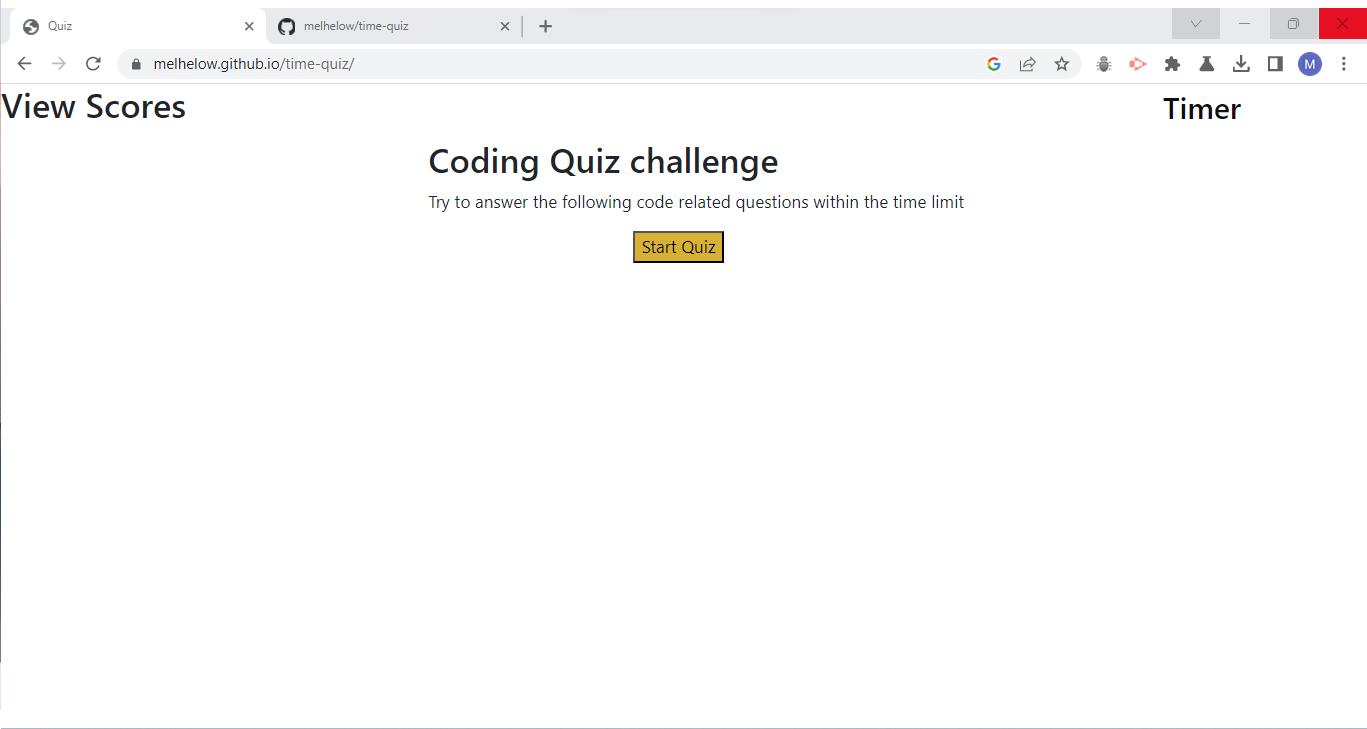 Quiz
melhelow/time-quiz
melhelow.github.io/time-quiz/
G
M
View Scores
Timer
Coding Quiz challenge
Try to answer the following code related questions within the time limit
Start Quiz